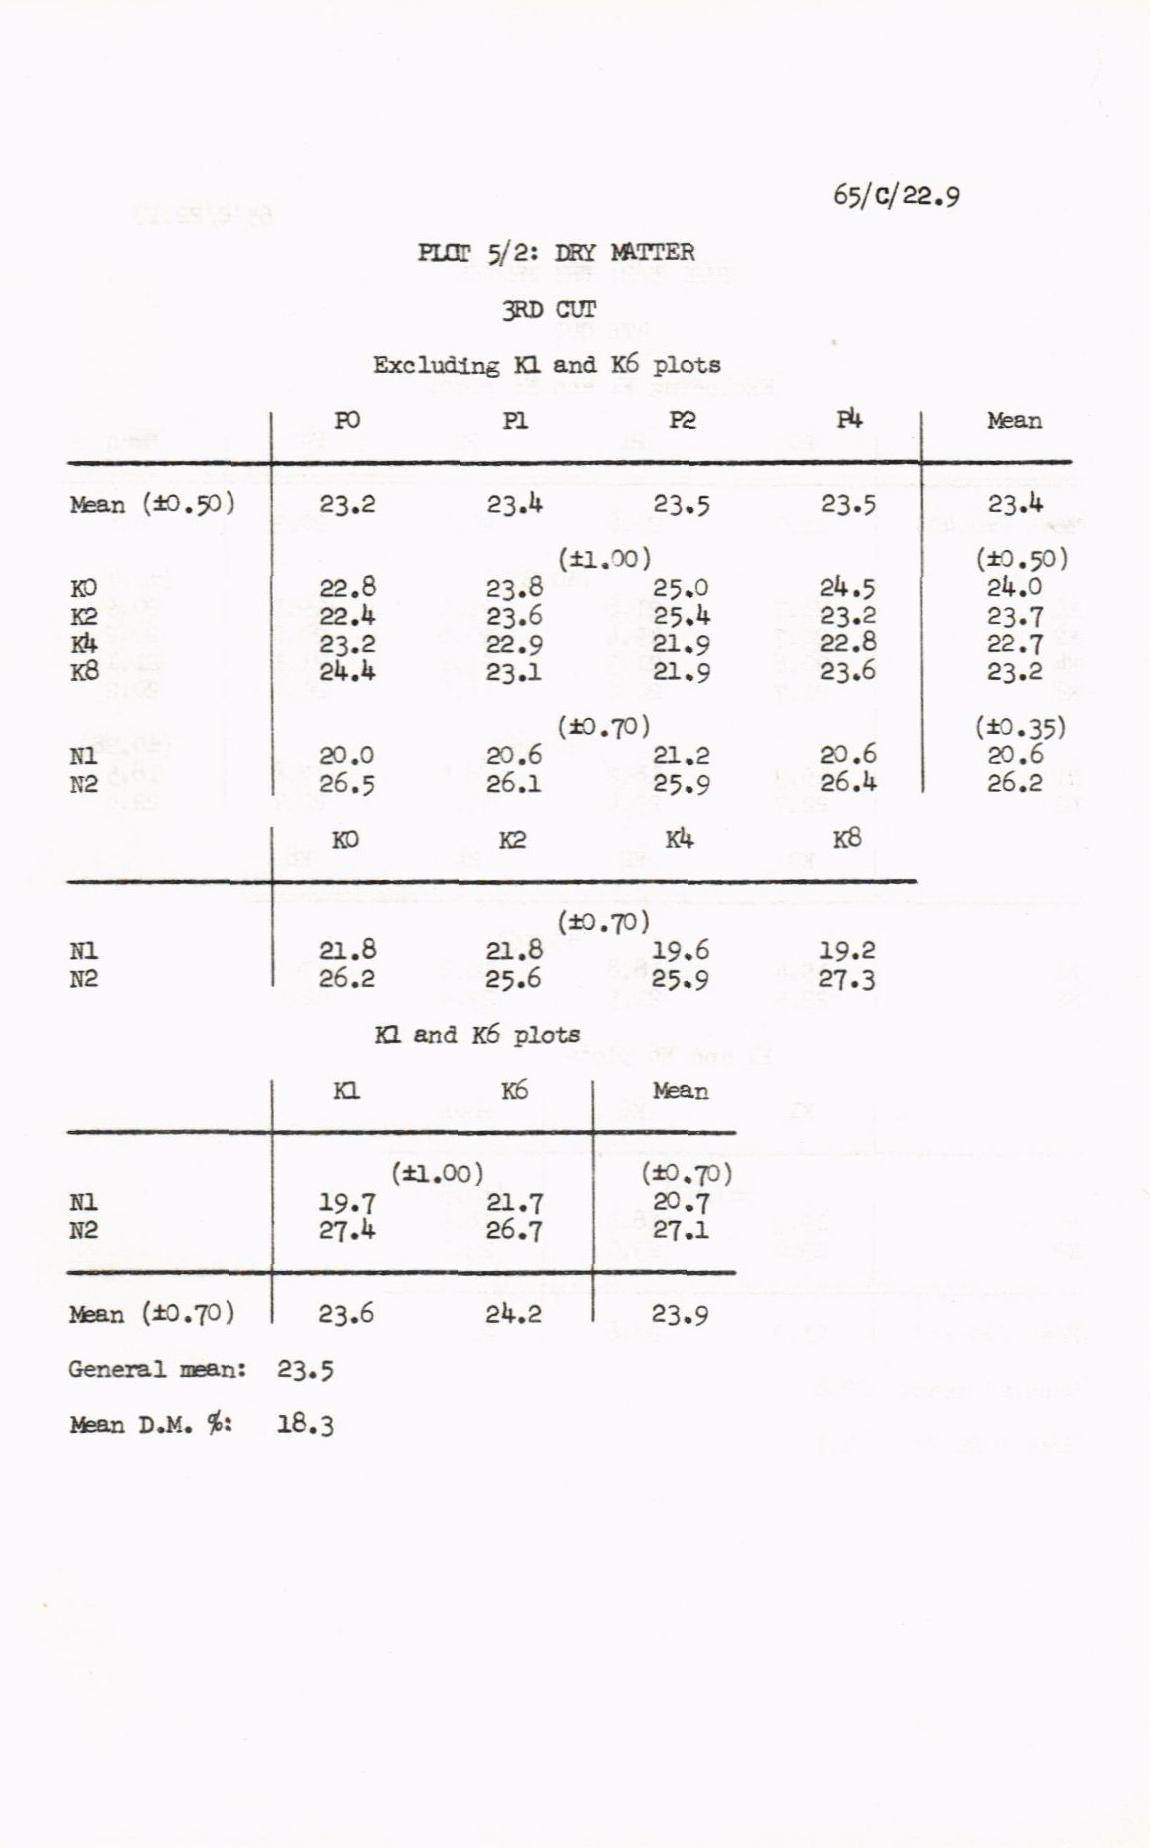 65/C/22.9
PLOT 5/2: DRY MATTER
3RD CUT
Excluding K1 and K6 plots
P0 P1 P2 P4 Mean
Mean (±0.50) 23.2 23.4 23.5 23.5 23.4
(±1.00) (±0.50)
K0 22.8 23.8 25.0 24.5 24.0
K2 22.4 23.6 25.4 23.2 23.7
K4 23.2 22.9 21.9 22.8 22.7
K8 24.4 23.1 21.9 23.6 23.2
(±0.70) (±0.35)
N1 20.0 20.6 21.2 20.6 20.6
N2 26.5 26.1 25.9 26.4 26.2
K0 K2 K4 K8
(±0.70)
N1 21.8 21.8 19.6 19.2
N2 26.2 25.6 25.9 27.3
K1 and K6 plots
K1 K6 Mean
(±1.00) (±0.70)
N1 19.7 21.7 20.7
N2 27.4 26.7 27.1
Mean (±0.70) 23.6 24.2 23.9
General mean: 23.5
Mean D.M. %: 18.3